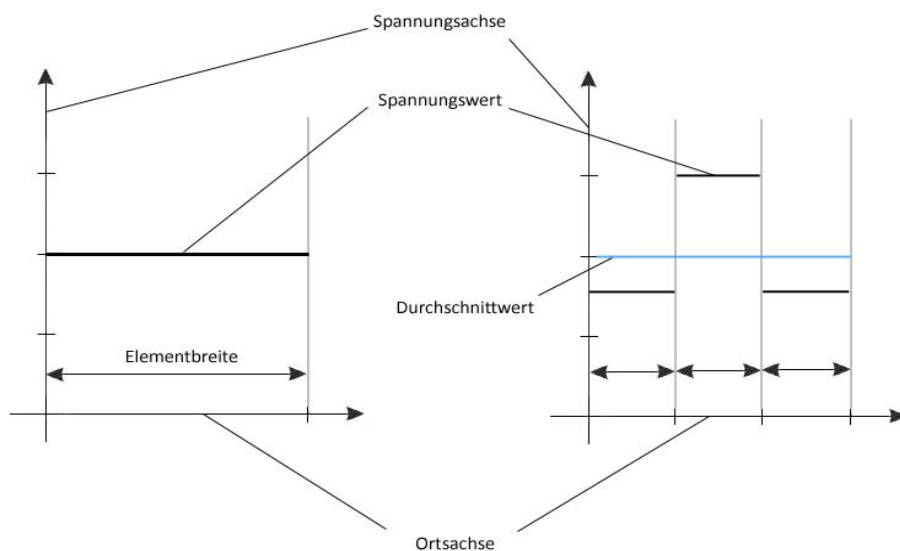 Spannungsachse
Spannungswert
Durchschnittwert
Elementbreite
Ortsachse